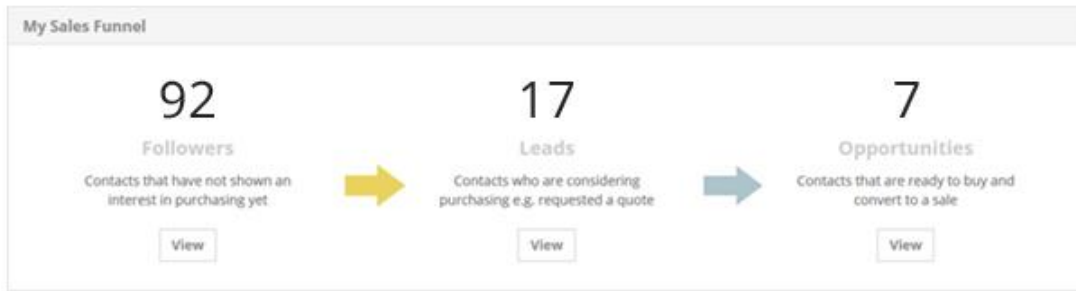 My Sales Funnel
92
Followers
Contacts that have not shown an
interest in purchasing yet
View
17
Leads
Contacts who are considering
purchasing e.g. requested a quote
View
7
Opportunities
Contacts that are ready to buy and
convert to a sale
View